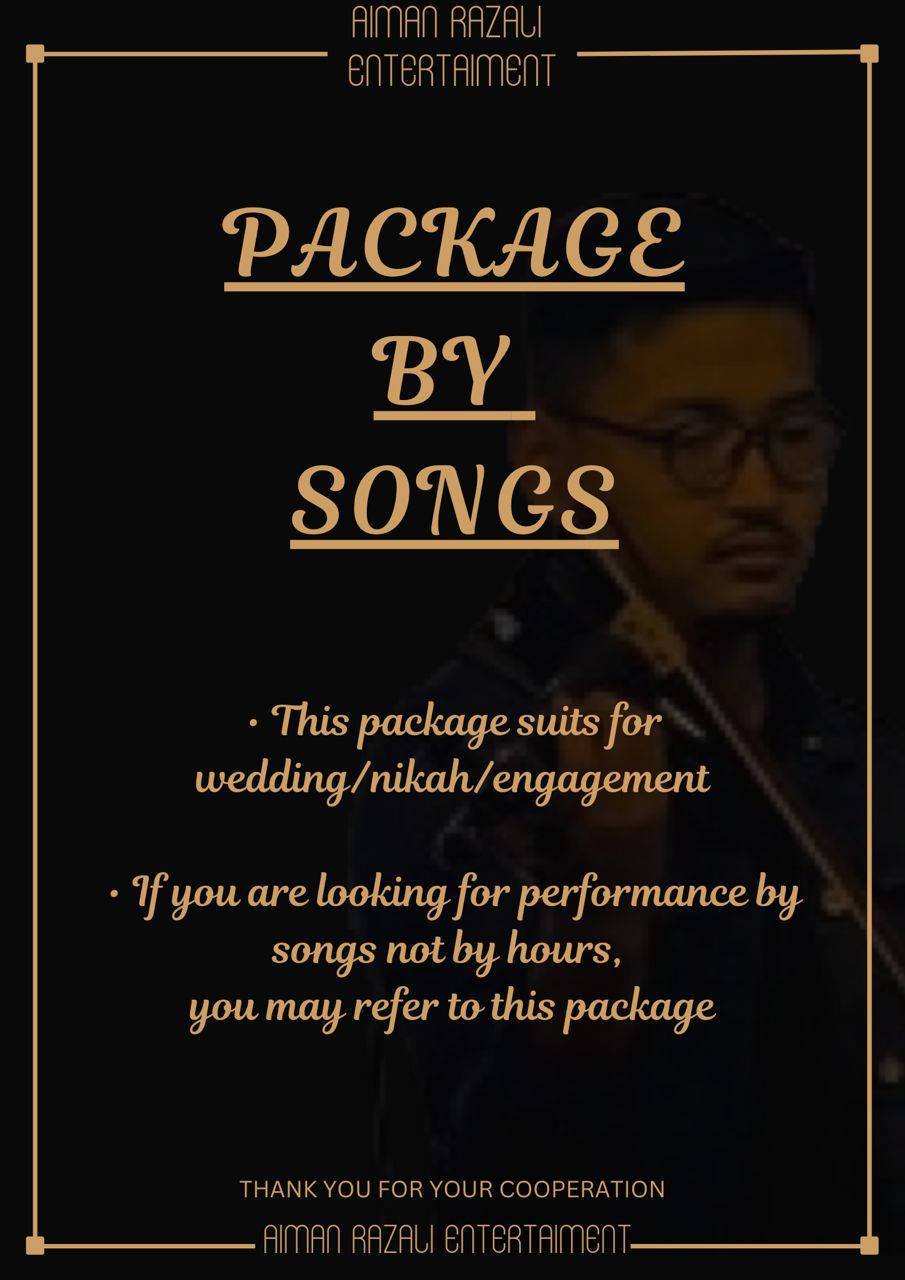 AIMAN RAZALI
ENTERTAIMENT
PACKAGE
BY
SONGS
• This package suits for
wedding/nikah/engagement
• If you are looking for performance by
songs not by hours,
you may refer to this package
THANK YOU FOR YOUR COOPERATION
AIMAN RAZALI ENTERTAIMENT